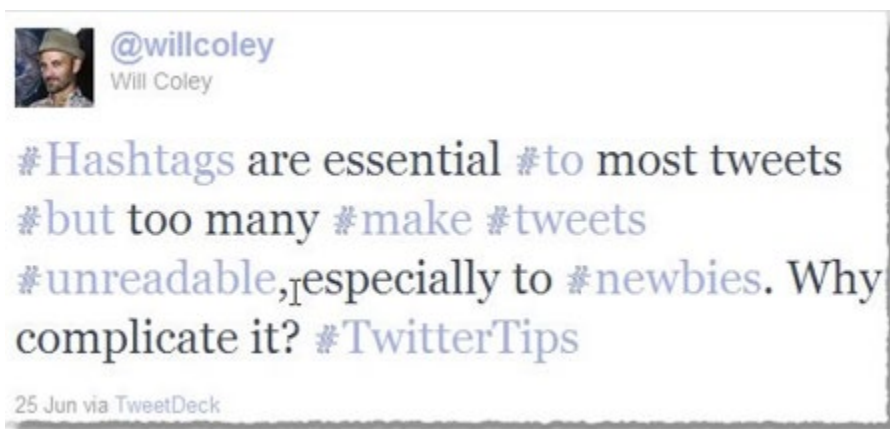 @willcoley
Will Coley
#Hashtags are essential #to most tweets
#but too many #make #tweets
#unreadable, especially to #newbies. Why
complicate it? #TwitterTips
25 Jun via TweetDeck